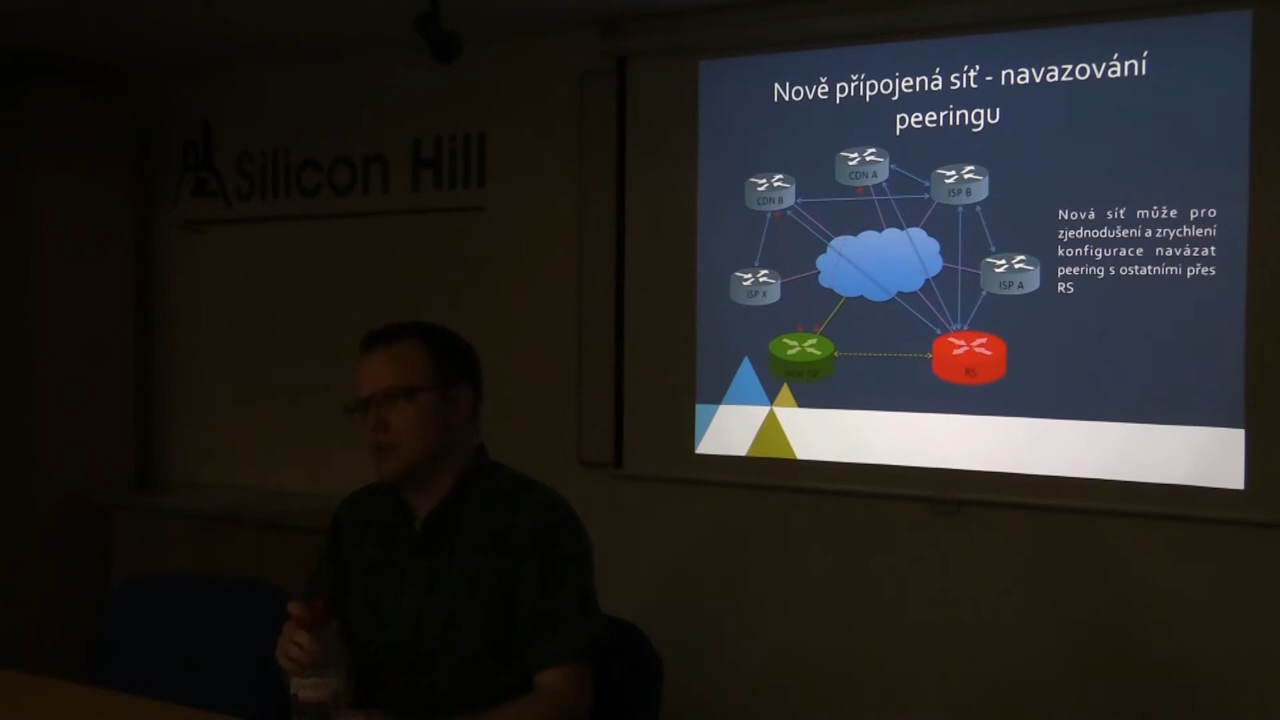 Silicon Hill
Nově přípojená síť - navazování
peeringu
CDN A
CDN B
ISP B
ISP X
ISP A
RS
Nová síť může pro
zjednodušení a zrychlení
konfigurace navázat
peering s ostatními přes
RS